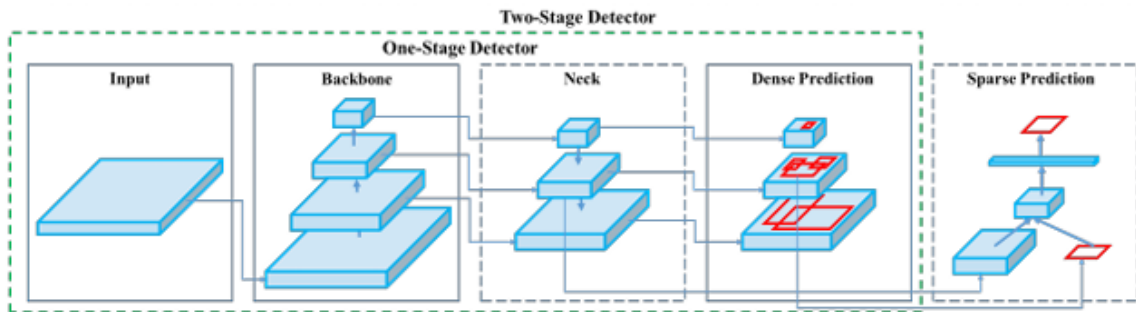 Two-Stage Detector
One-Stage Detector
Input
Backbone
Neck
Dense Prediction
Sparse Prediction